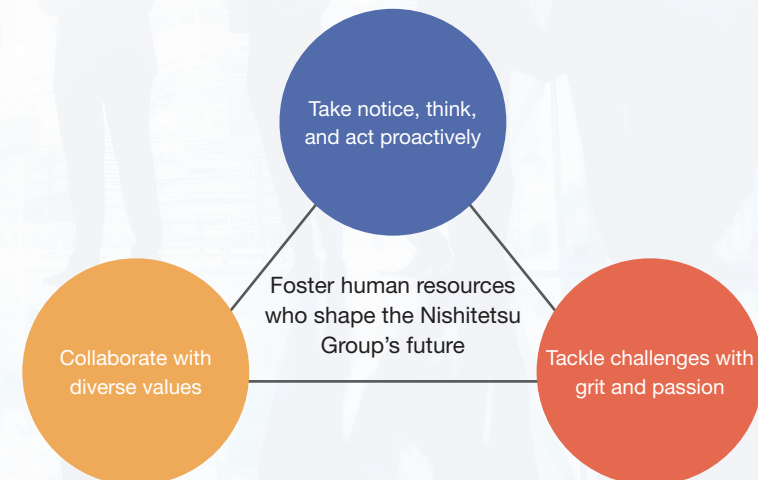 Take notice, think,
and act proactively
Foster human resources
who shape the Nishitetsu
Group's future
Collaborate with
diverse values
Tackle challenges with
grit and passion